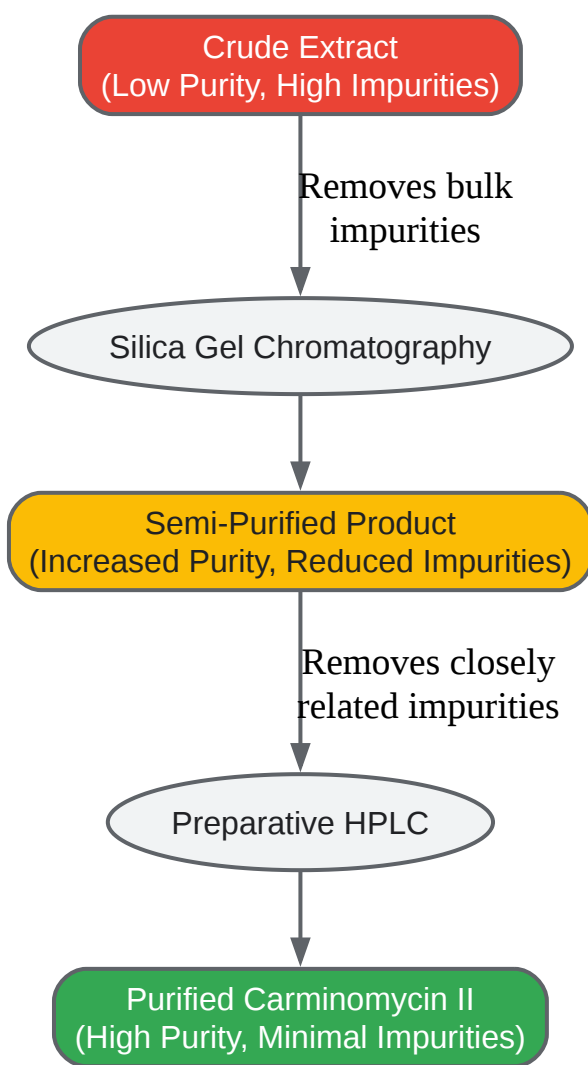 Crude Extract
(Low Purity, High Impurities)
Removes bulk
impurities
Silica Gel Chromatography
Semi-Purified Product
(Increased Purity, Reduced Impurities)
Removes closely
related impurities
Preparative HPLC
Purified Carminomycin II
(High Purity, Minimal Impurities)